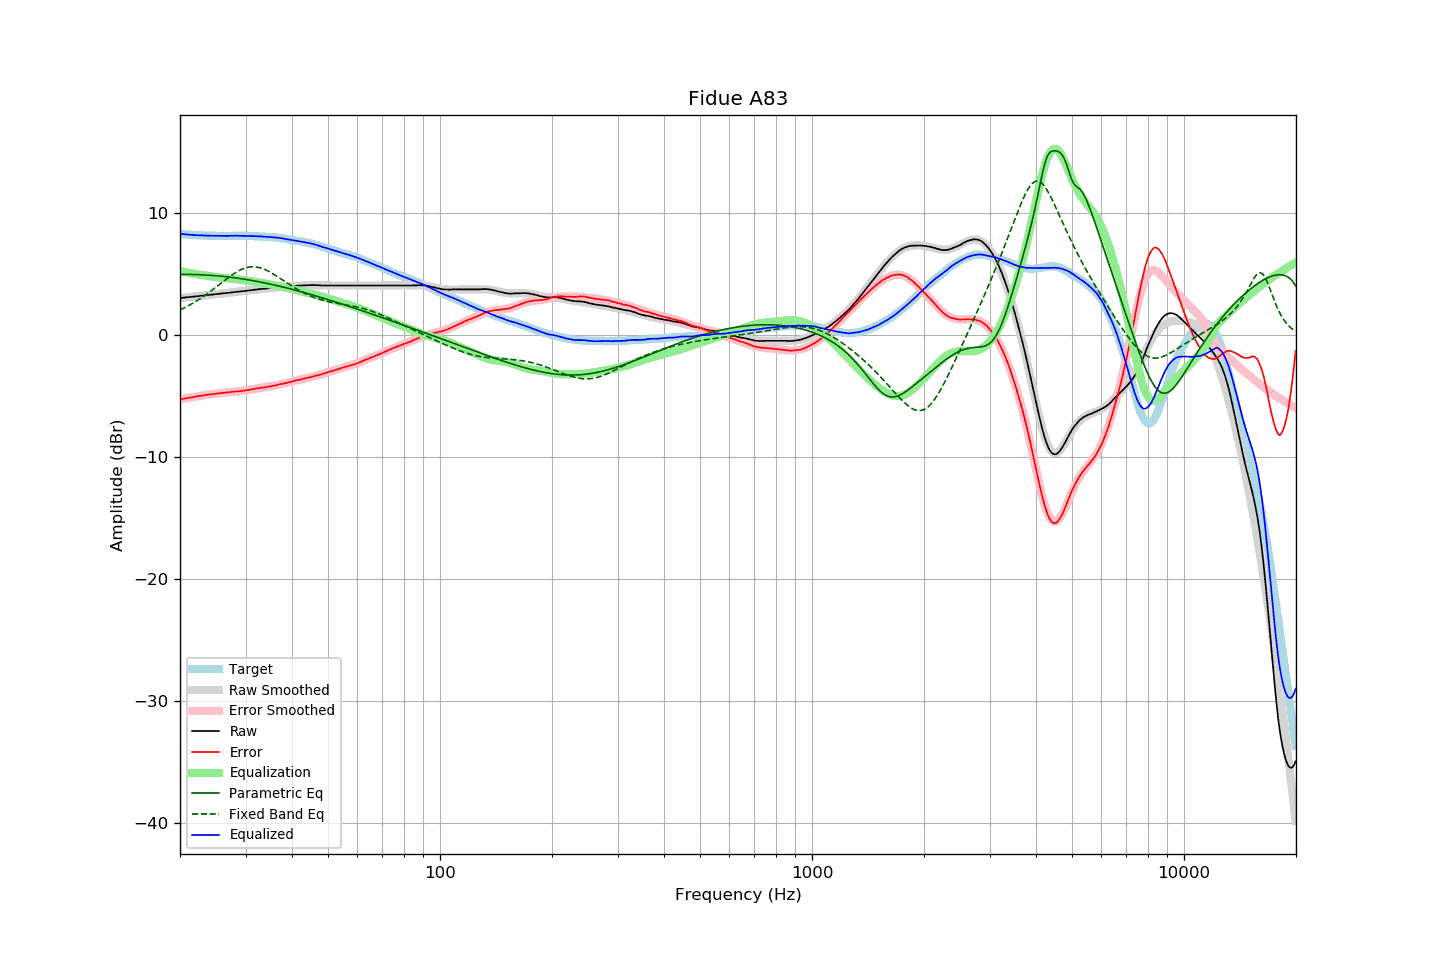 Fidue A83
Amplitude (dBr)
10
0
−10
−20
−30
−40
Target
Raw Smoothed
Error Smoothed
Raw
Error
Equalization
Parametric Eq
Fixed Band Eq
Equalized
100
1000
10000
Frequency (Hz)